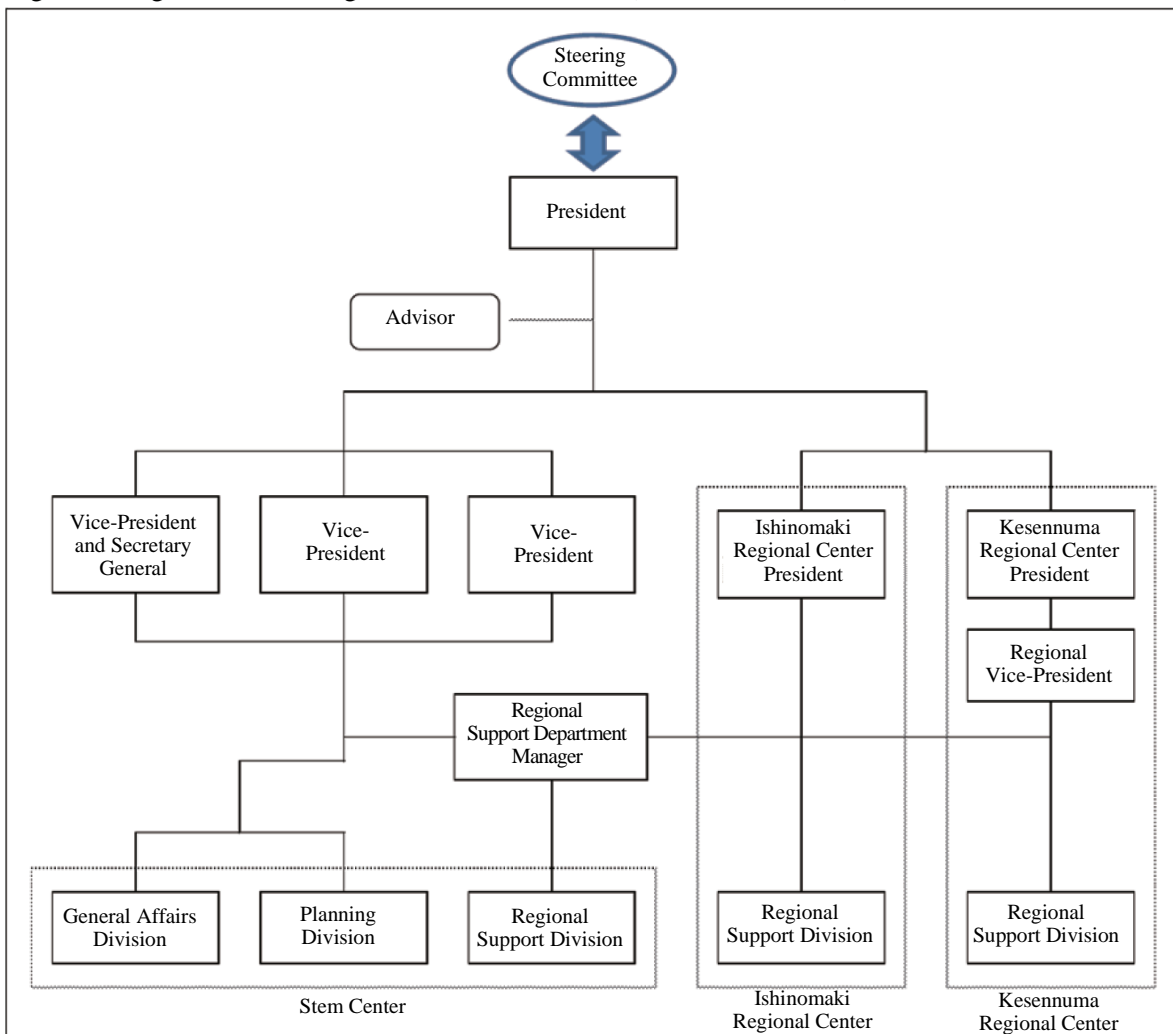 Steering
Committee
President
Advisor
Vice-President
and Secretary
General
Vice-
President
Vice-
President
Ishinomaki
Regional Center
President
Kesennuma
Regional Center
President
Regional
Vice-President
Regional
Support Department
Manager
General Affairs
Division
Planning
Division
Regional
Support Division
Regional
Support Division
Regional
Support Division
Stem Center
Ishinomaki
Regional Center
Kesennuma
Regional Center